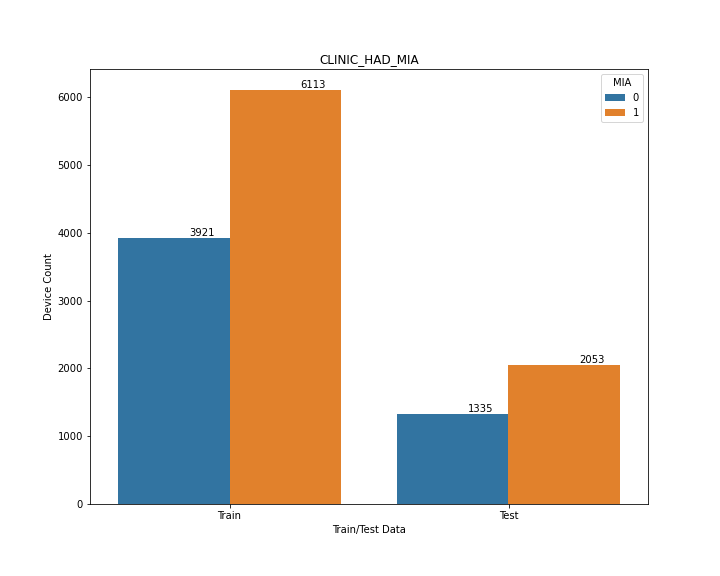 CLINIC_HAD_MIA
MIA
0
1
6113
6000
5000
4000
3921
3000
2053
2000
1335
1000
0
Device Count
Train
Test
Train/Test Data